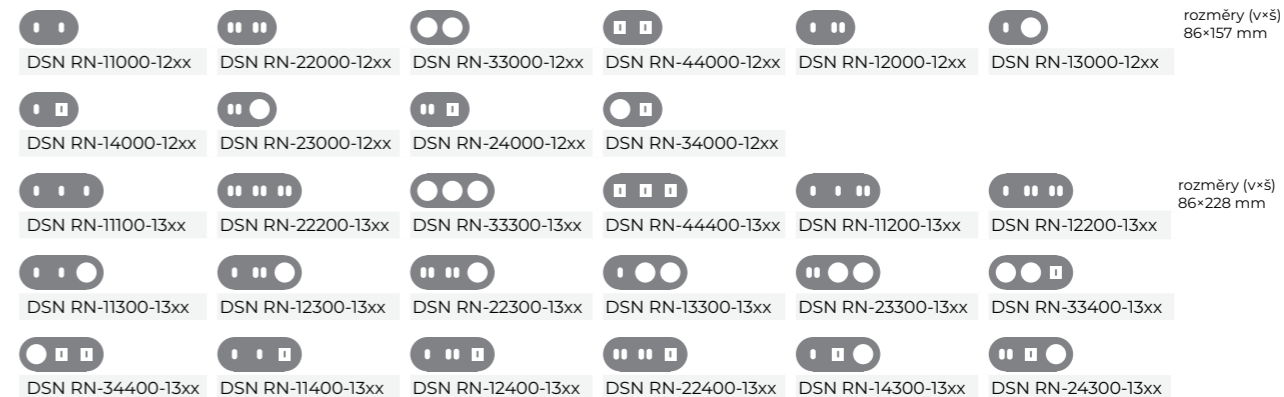 rozměry (v×š)
86×157 mm
DSN RN-11000-12xx DSN RN-22000-12xx DSN RN-33000-12xx DSN RN-44000-12xx DSN RN-12000-12xx DSN RN-13000-12xx
DSN RN-14000-12xx DSN RN-23000-12xx DSN RN-24000-12xx DSN RN-34000-12xx
rozměry (v×š)
86×228 mm
DSN RN-11100-13xx DSN RN-22200-13xx DSN RN-33300-13xx DSN RN-44400-13xx DSN RN-11200-13xx DSN RN-12200-13xx
DSN RN-11300-13xx DSN RN-12300-13xx DSN RN-22300-13xx DSN RN-13300-13xx DSN RN-23300-13xx DSN RN-33400-13xx
DSN RN-34400-13xx DSN RN-11400-13xx DSN RN-12400-13xx DSN RN-22400-13xx DSN RN-14300-13xx DSN RN-24300-13xx